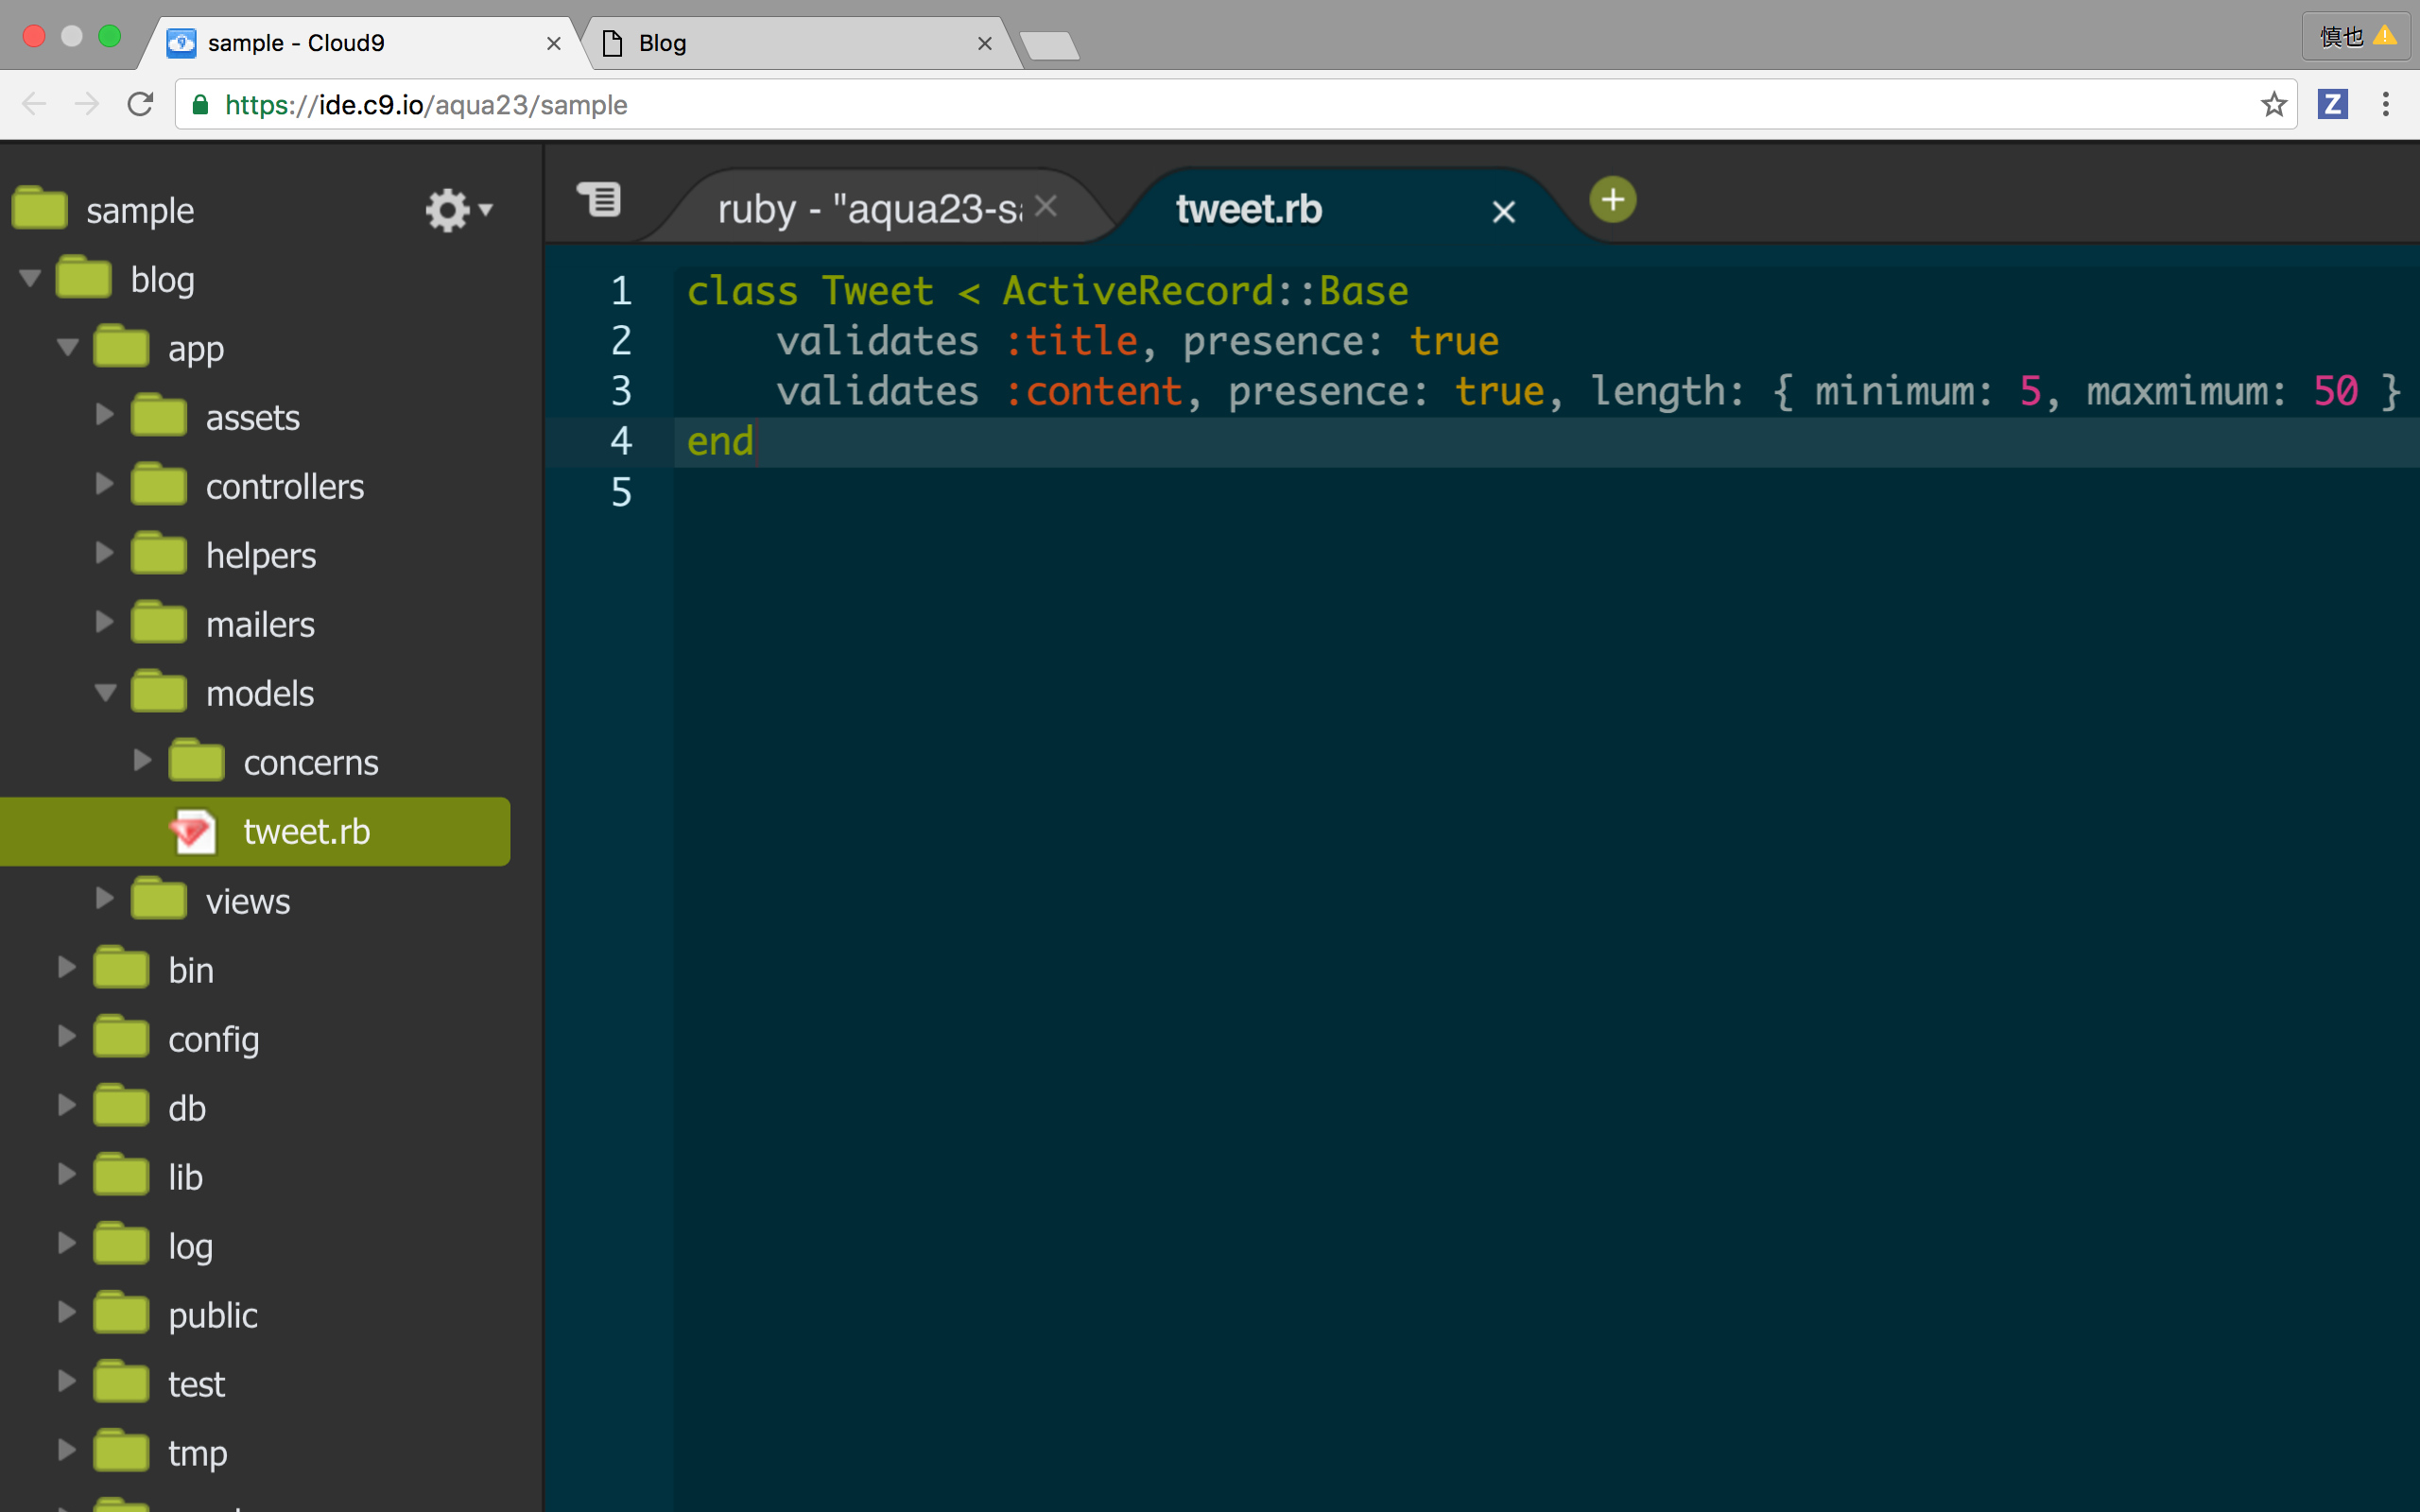 sample - Cloud9
Blog
慎也
https://ide.c9.io/aqua23/sample
Z
sample
blog
app
assets
controllers
helpers
mailers
models
concerns
tweet.rb
views
bin
config
db
lib
log
public
test
tmp
ruby - "aqua23-sa
tweet.rb
1 class Tweet < ActiveRecord::Base
2 validates :title, presence: true
3 validates :content, presence: true, length: { minimum: 5, maxmimum: 50 }
4 end
5